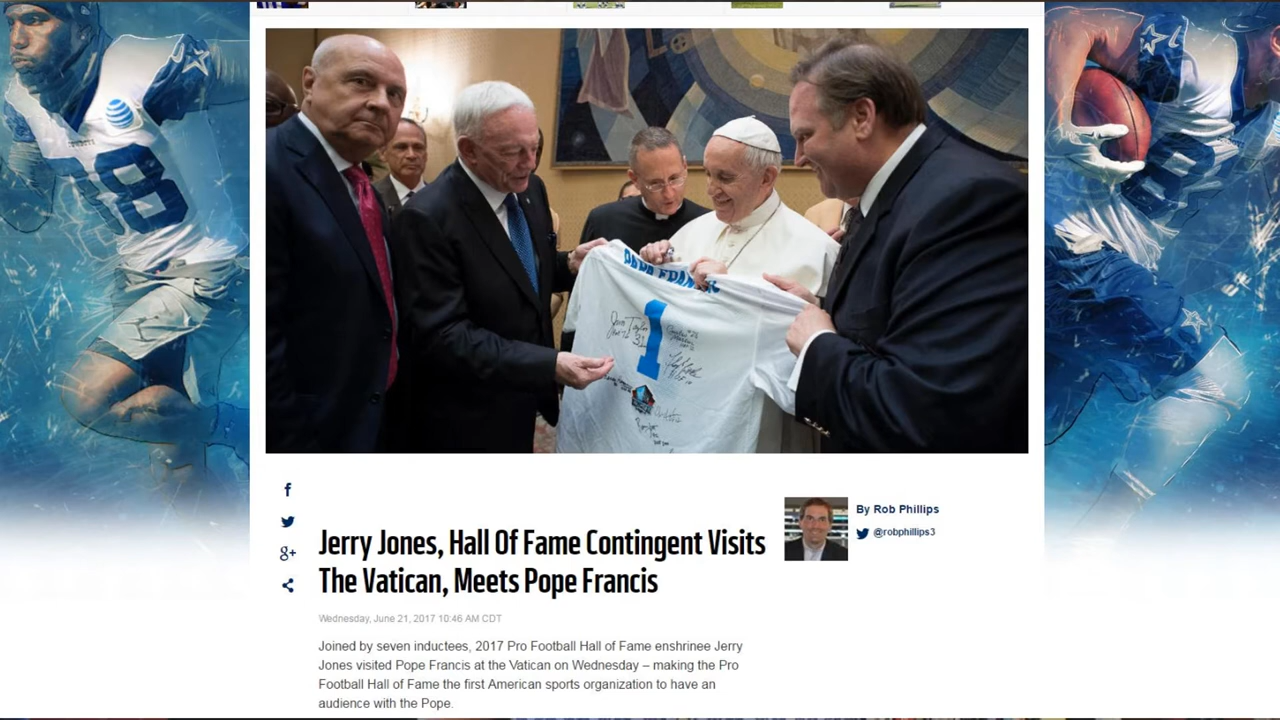 POPE FRANCIS
1
Jerry Jones, Hall Of Fame Contingent Visits
The Vatican, Meets Pope Francis
By Rob Phillips
@robphillips3
f
g+
Wednesday, June 21, 2017 10:46 AM CDT
Joined by seven inductees, 2017 Pro Football Hall of Fame enshrinee Jerry
Jones visited Pope Francis at the Vatican on Wednesday – making the Pro
Football Hall of Fame the first American sports organization to have an
audience with the Pope.